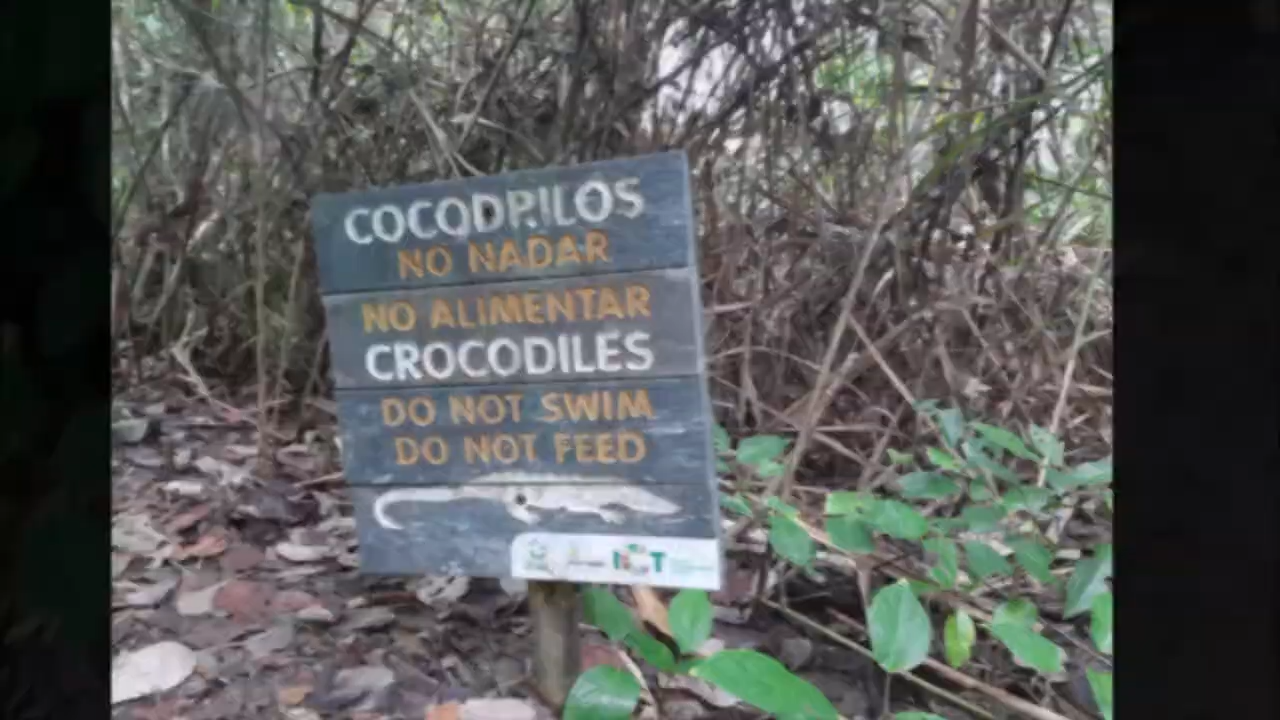 COCODRILOS
NO NADAR
NO ALIMENTAR
CROCODILES
DO NOT SWIM
DO NOT FEED